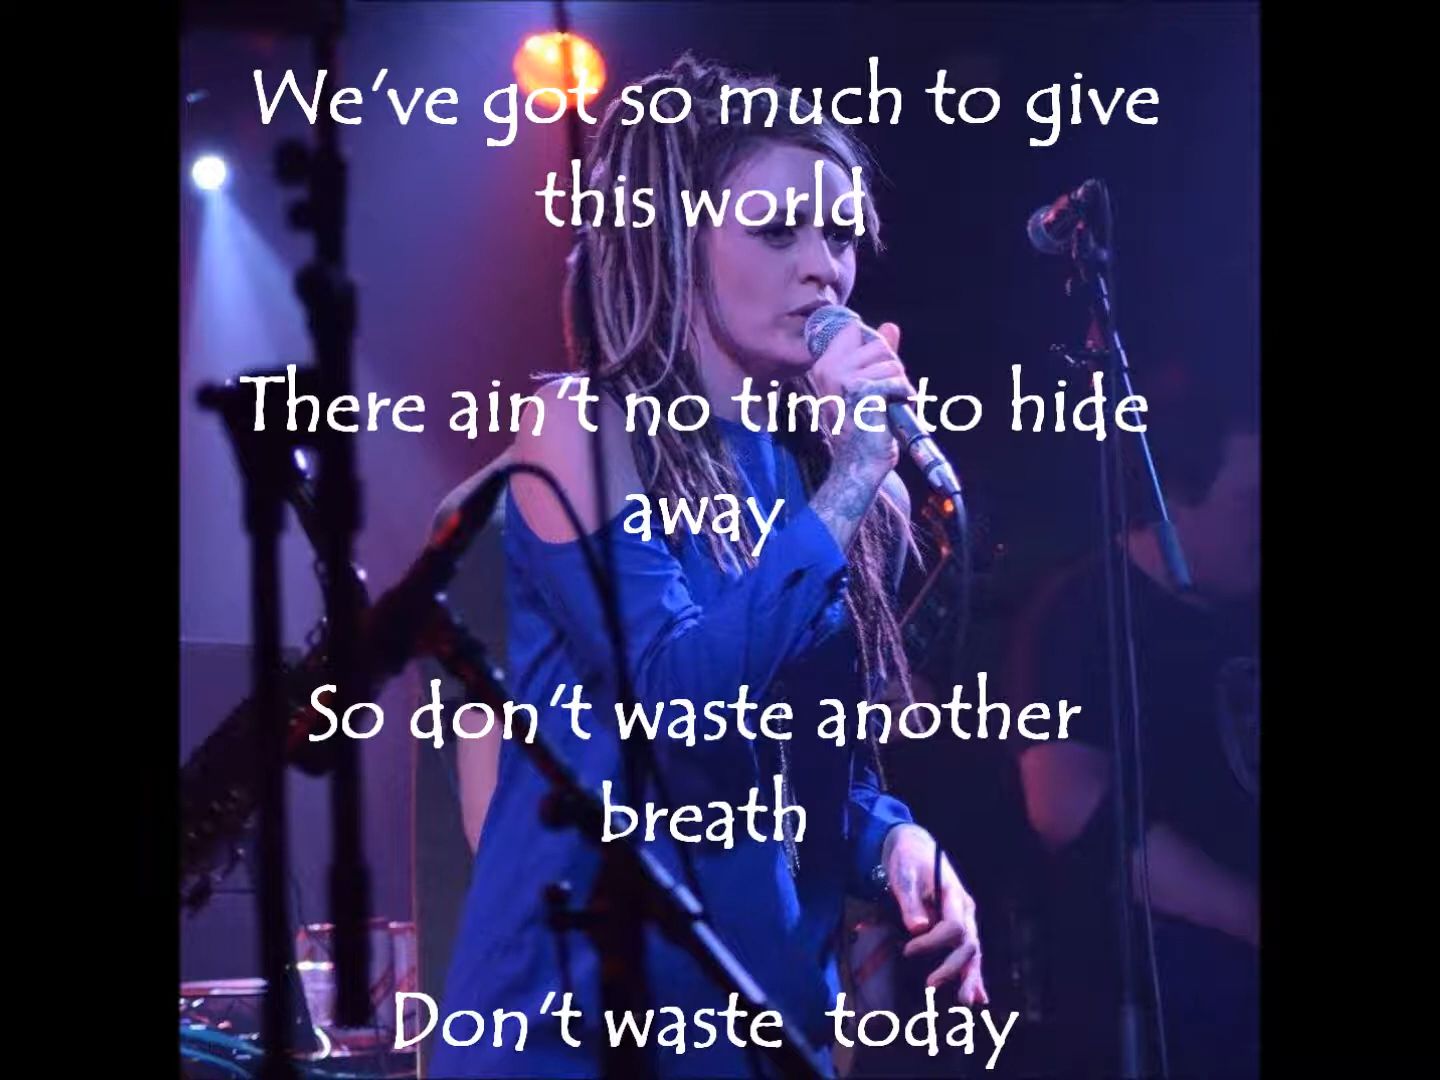 We've got so much to give
this world
There ain't no time to hide
away
So don't waste another
breath
Don't waste today